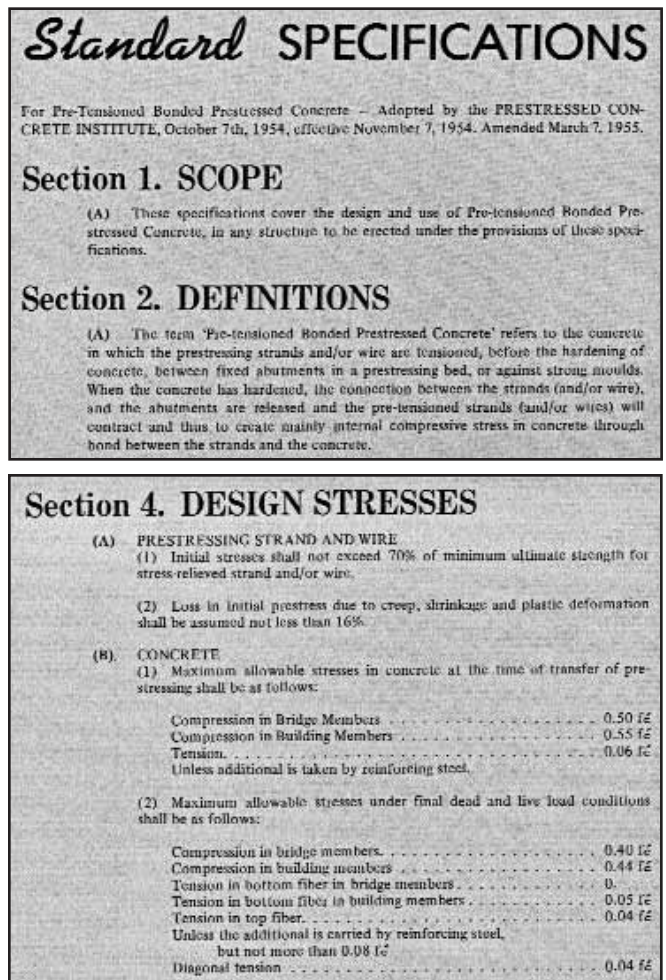 Standard SPECIFICATIONS
For Pre-Tensioned Bonded Prestressed Concrete – Adopted by the PRESTRESSED CON-
CRETE INSTITUTE, October 7th, 1954, effective November 7, 1954. Amended March 7, 1955.
Section 1. SCOPE
(A) These specifications cover the design and use of Pre-tensioned Bonded Pre-
stressed Concrete, in any structure to be erected under the provisions of these speci-
fications.
Section 2. DEFINITIONS
(A) The term 'Pre-tensioned Bonded Prestressed Concrete' refers to the concrete
in which the prestressing strands and/or wire are tensioned, before the hardening of
concrete, between fixed abutments in a prestressing bed, or against strong moulds.
When the concrete has hardened, the connection between the strands (and/or wire),
and the abutments are released and the pre-tensioned strands (and/or wires) will
contract and thus to create mainly internal compressive stress in concrete through
bond between the strands and the concrete.
Section 4. DESIGN STRESSES
(A) PRESTRESSING STRAND AND WIRE
(1) Initial stresses shall not exceed 70% of minimum ultimate strength for
stress-relieved strand and/or wire.
(2) Loss in initial prestress due to creep, shrinkage and plastic deformation
shall be assumed not less than 16%.
(B). CONCRETE
(1) Maximum allowable stresses in concrete at the time of transfer of pre-
stressing shall be as follows:
Compression in Bridge Members . . . . . . . . . . . . . . . . . . . 0.50 f'c
Compression in Building Members . . . . . . . . . . . . . . . . . . 0.55 f'c
Tension. . . . . . . . . . . . . . . . . . . . . . . . . . . . . . . . 0.06 f'c
Unless additional is taken by reinforcing steel.
(2) Maximum allowable stresses under final dead and live load conditions
shall be as follows:
Compression in bridge members. . . . . . . . . . . . . . . . . . . 0.40 f'c
Compression in building members . . . . . . . . . . . . . . . . . . 0.44 f'c
Tension in bottom fiber in bridge members . . . . . . . . . . . . 0.
Tension in bottom fiber in building members . . . . . . . . . . . 0.05 f'c
Tension in top fiber. . . . . . . . . . . . . . . . . . . . . . . . . 0.04 f'c
Unless the additional is carried by reinforcing steel,
but not more than 0.08 f'c
Diagonal tension . . . . . . . . . . . . . . . . . . . . . . . . . . . 0.04 f'c